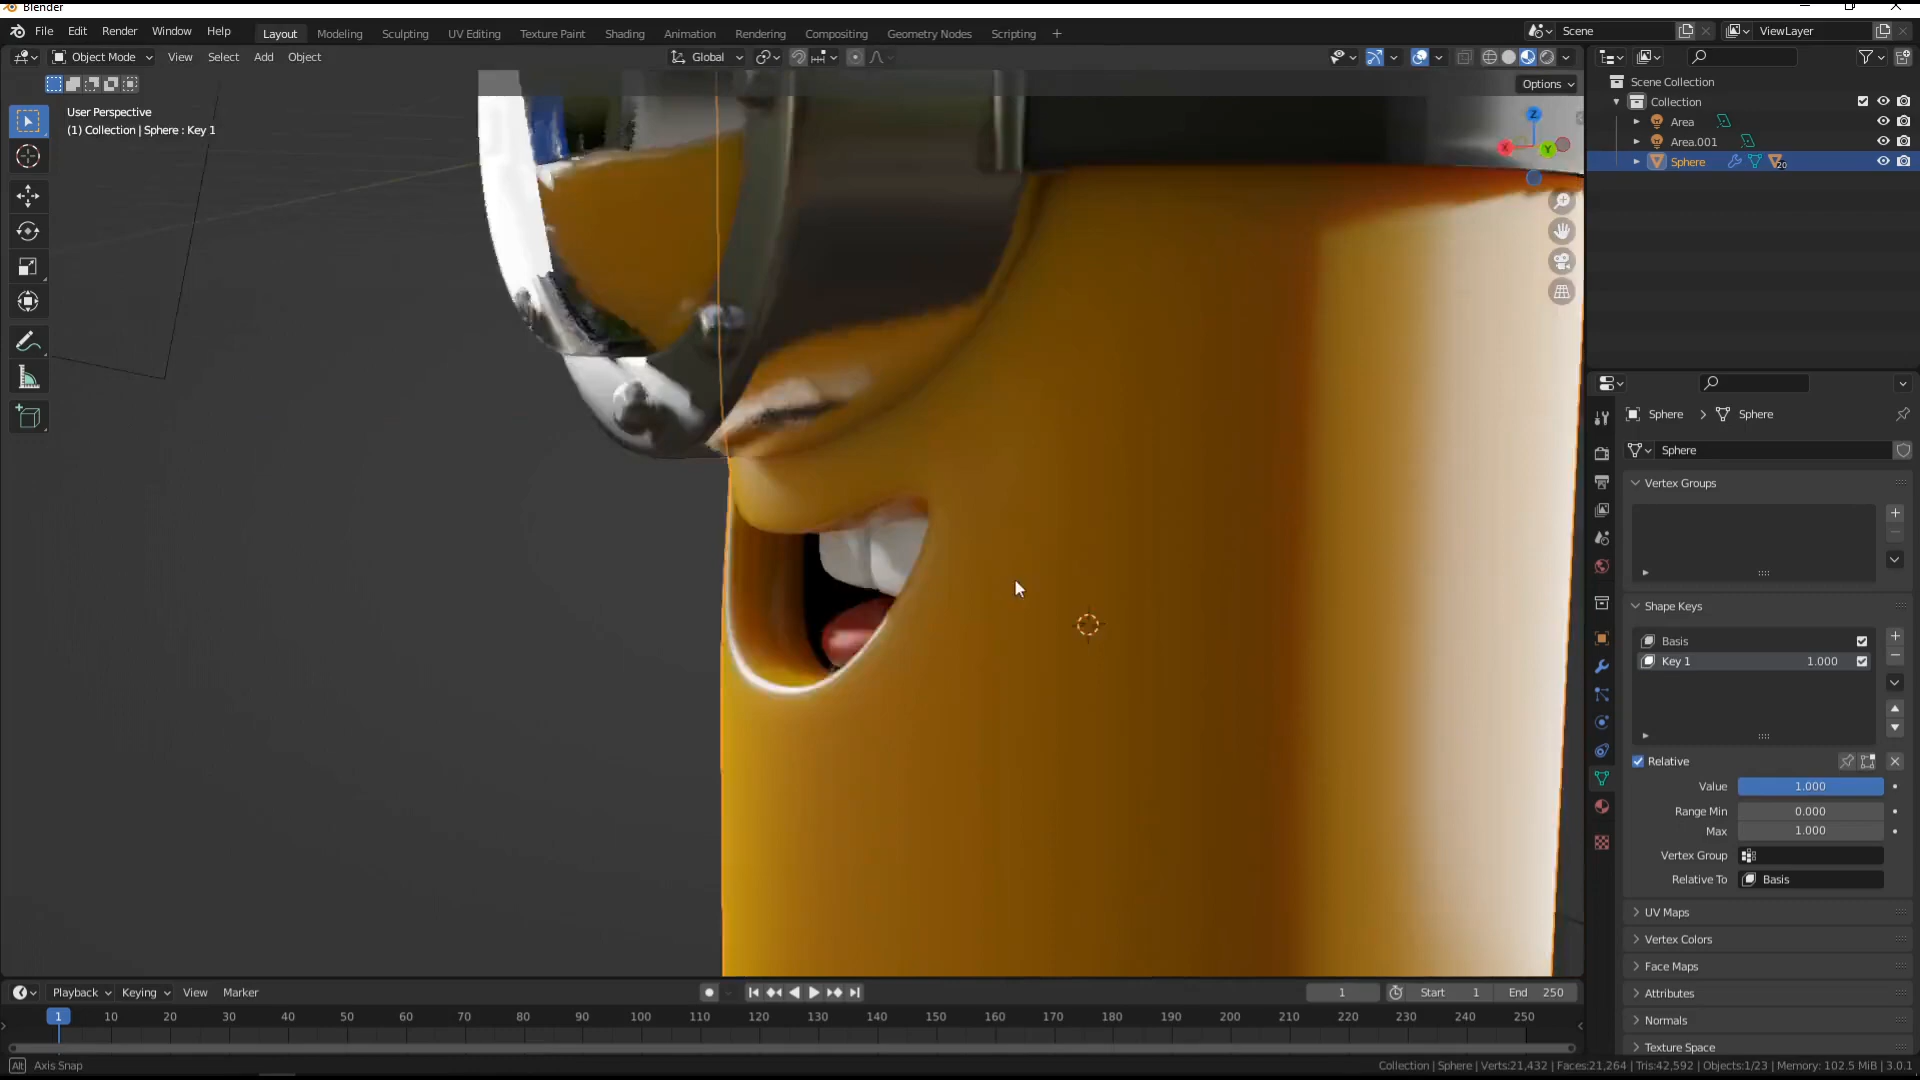 Blender
File Edit Render Window Help Layout Modeling Sculpting UV Editing Texture Paint Shading Animation Rendering Compositing Geometry Nodes Scripting + Scene ViewLayer
Object Mode View Select Add Object Global
Options
User Perspective
(1) Collection | Sphere : Key 1
Z
X
Y
Scene Collection
Collection
Area
Area.001
Sphere 20
Sphere Sphere
Sphere
Vertex Groups
Shape Keys
Basis
Key 1 1.000
Relative
Value 1.000
Range Min 0.000
Max 1.000
Vertex Group
Relative To Basis
UV Maps
Vertex Colors
Face Maps
Attributes
Normals
Texture Space
Playback Keying View Marker 1 Start 1 End 250
1 10 20 30 40 50 60 70 80 90 100 110 120 130 140 150 160 170 180 190 200 210 220 230 240 250
Alt Axis Snap
Collection | Sphere | Verts:21,432 | Faces:21,264 | Tris:42,592 | Objects:1/23 | Memory: 102.5 MiB | 3.0.1